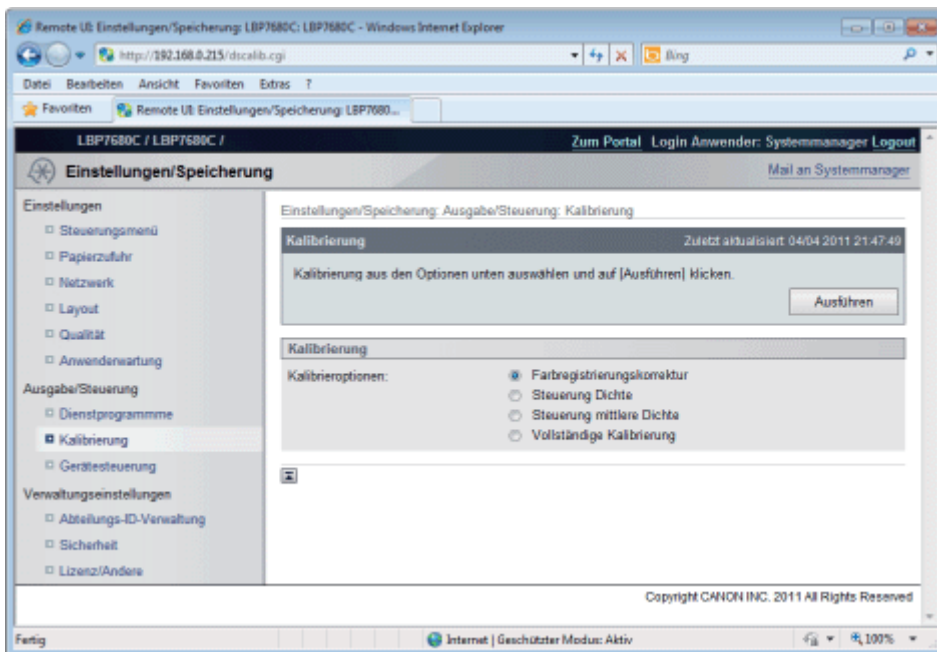 Remote UI: Einstellungen/Speicherung: LBP7680C: LBP7680C - Windows Internet Explorer
http://192.168.0.215/dscalib.cgi
Bing
Datei Bearbeiten Ansicht Favoriten Extras ?
Favoriten
Remote UI: Einstellungen/Speicherung: LBP7680...
LBP7680C / LBP7680C /
Zum Portal Login Anwender: Systemmanager Logout
Einstellungen/Speicherung
Mail an Systemmanager
Einstellungen
Steuerungsmenü
Papierzufuhr
Netzwerk
Layout
Qualität
Anwenderwartung
Ausgabe/Steuerung
Dienstprogrammme
Kalibrierung
Gerätesteuerung
Verwaltungseinstellungen
Abteilungs-ID-Verwaltung
Sicherheit
Lizenz/Andere
Einstellungen/Speicherung: Ausgabe/Steuerung: Kalibrierung
Kalibrierung
Zuletzt aktualisiert 04/04 2011 21:47:49
Kalibrierung aus den Optionen unten auswählen und auf [Ausführen] klicken.
Ausführen
Kalibrierung
Kalibrieroptionen:
Farbregistrierungskorrektur
Steuerung Dichte
Steuerung mittlere Dichte
Vollständige Kalibrierung
Copyright CANON INC. 2011 All Rights Reserved
Fertig
Internet | Geschützter Modus: Aktiv
100%